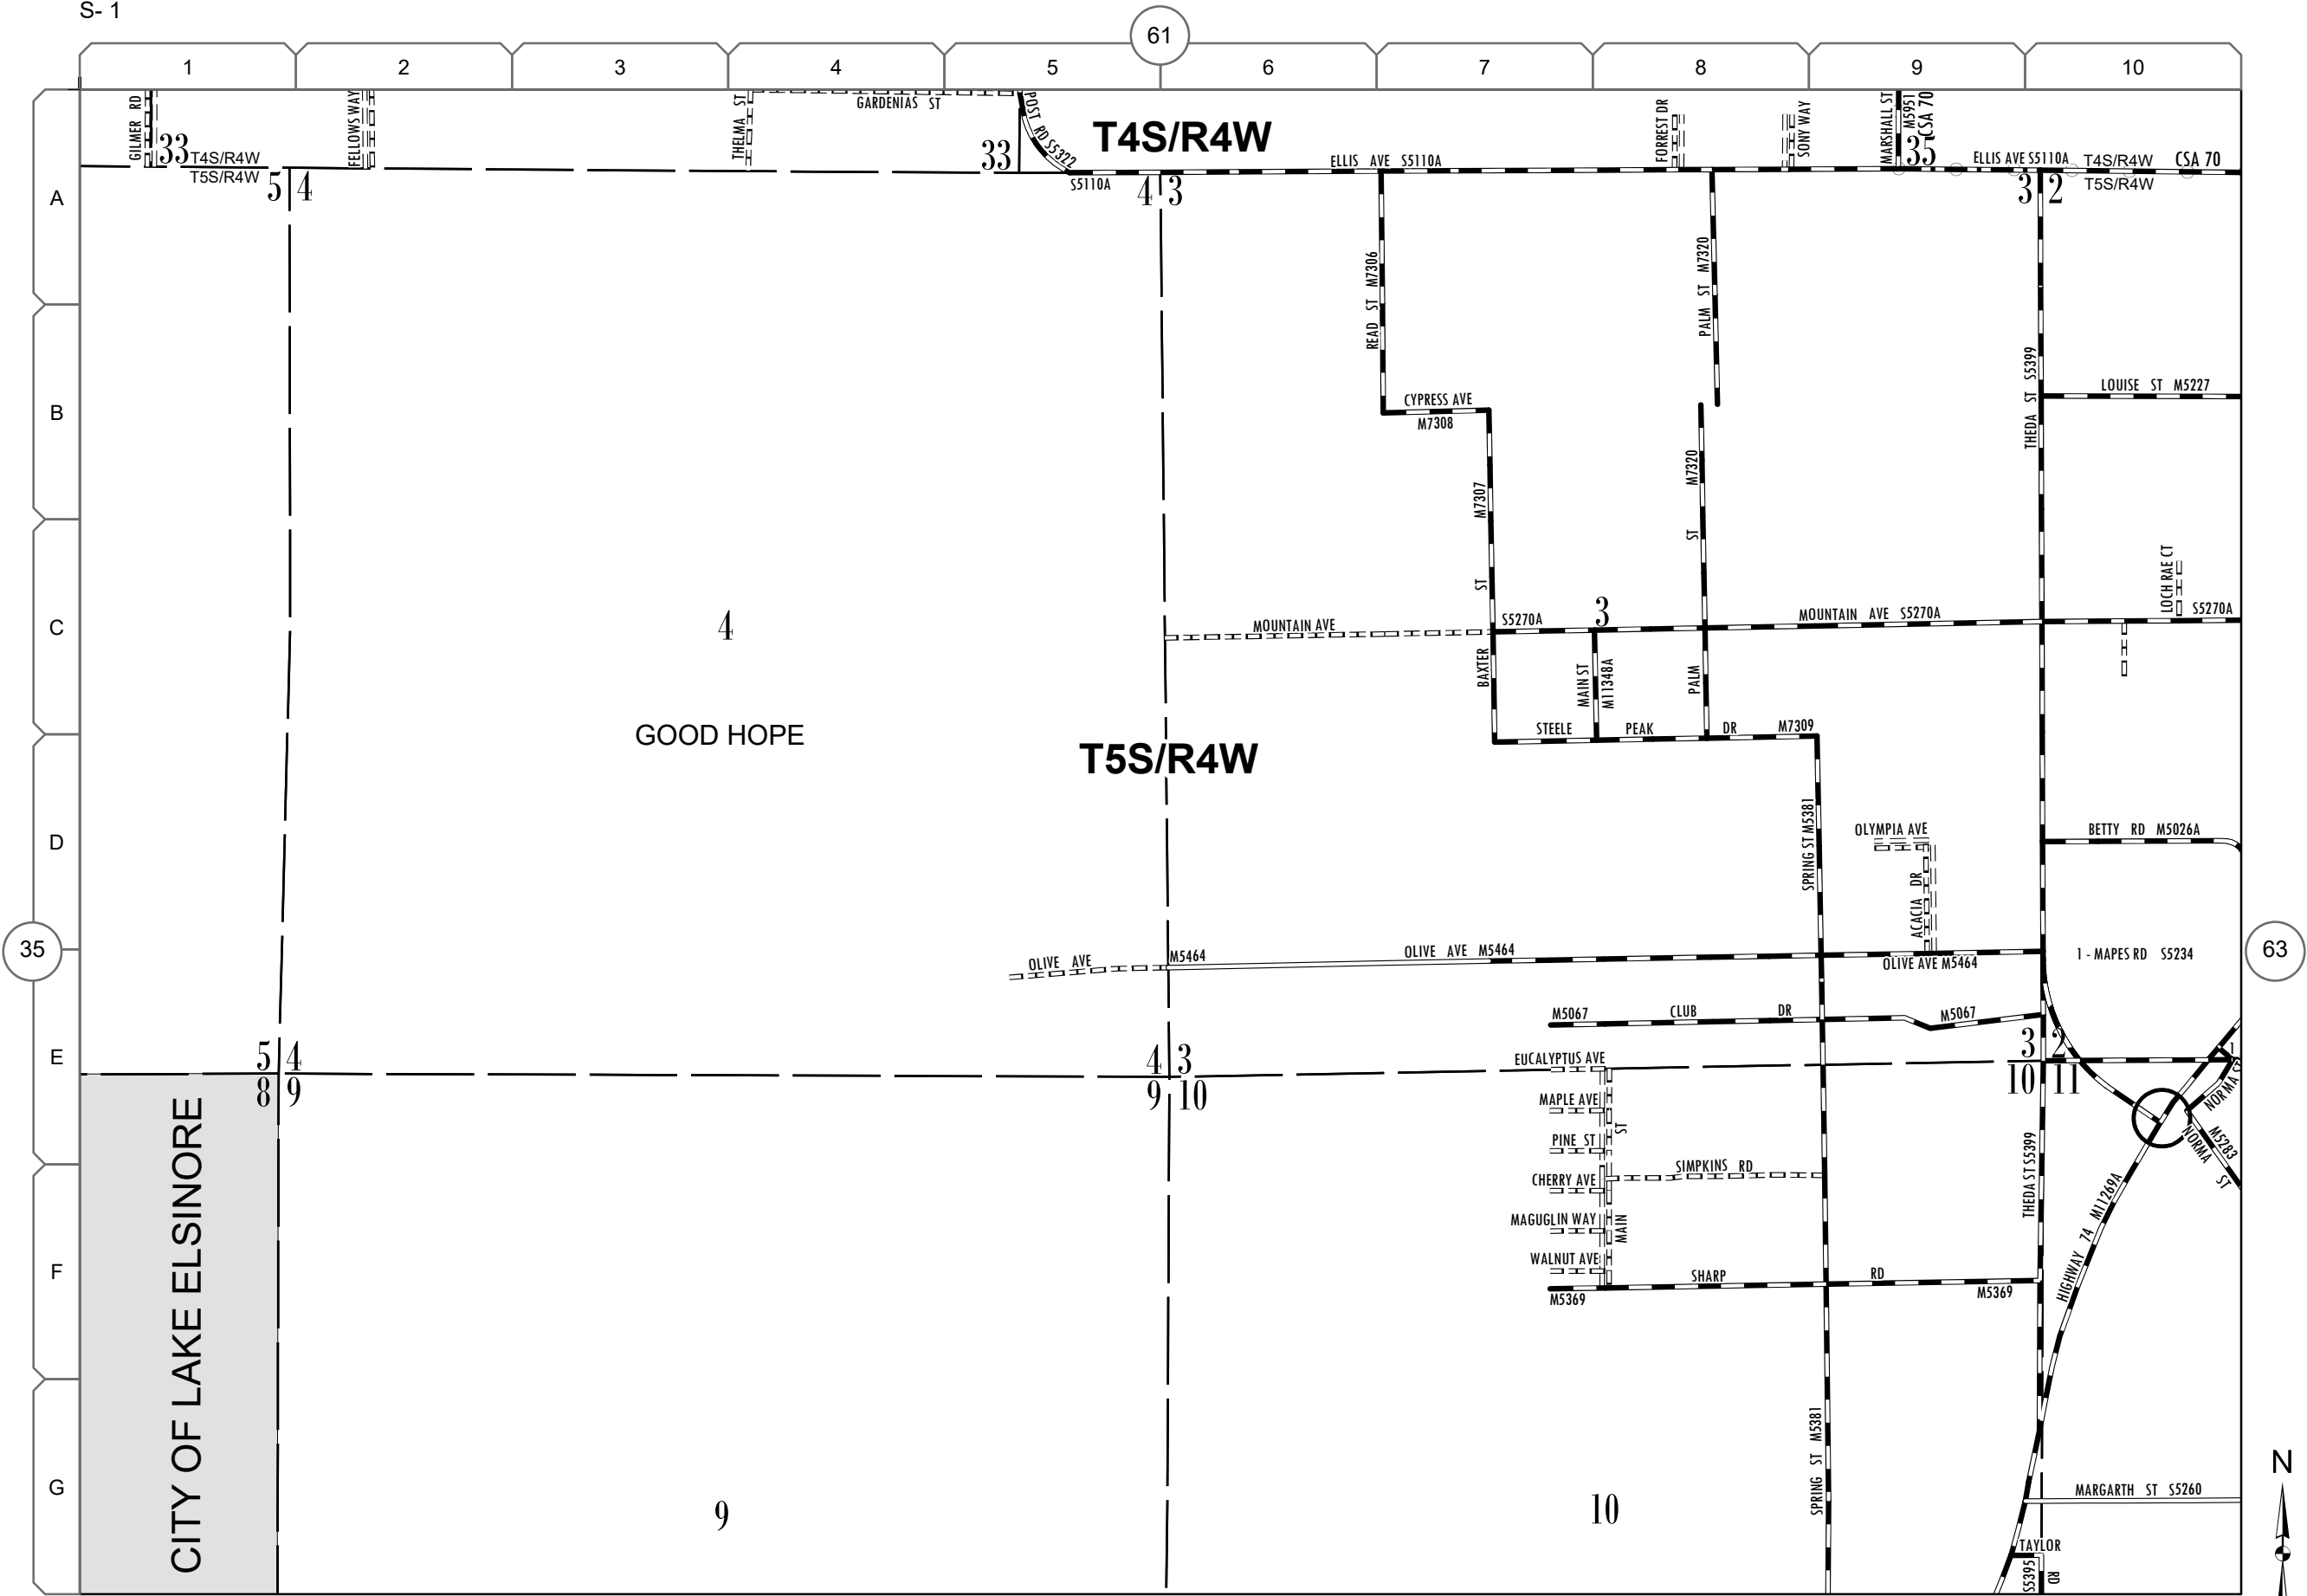 S- 1
61
1 2 3 4 5 6 7 8 9 10
GILMER RD
FELLOWS WAY
THELMA ST
GARDENIAS ST
POST RD S5322
T4S/R4W
FORREST DR
SONY WAY
MARSHALL ST
M5951
CSA 70
33
T4S/R4W
T5S/R4W
33
ELLIS AVE S5110A
35
ELLIS AVE S5110A
T4S/R4W
T5S/R4W
CSA 70
A
5 4
S5110A
4 3
3 2
READ ST M7306
PALM ST M7320
THEDA ST S5399
LOUISE ST M5227
B
CYPRESS AVE
M7308
M7307
ST
M7320
ST
LOCH RAE CT
C
4
MOUNTAIN AVE
S5270A
3
MOUNTAIN AVE S5270A
S5270A
BAXTER
MAIN ST
M11348A
PALM
GOOD HOPE
STEELE PEAK DR M7309
T5S/R4W
SPRING ST M5381
D
OLYMPIA AVE
BETTY RD M5026A
ACACIA DR
35
OLIVE AVE
M5464
OLIVE AVE M5464
OLIVE AVE M5464
1 - MAPES RD S5234
63
M5067
CLUB DR
M5067
E
5 4
8 9
4 3
9 10
EUCALYPTUS AVE
3 2
10 11
1
NORMA
MAPLE AVE
ST
PINE ST
THEDA ST S5399
NORMA ST
M5283
SIMPKINS RD
CHERRY AVE
HIGHWAY 74 M11269A
MAGUGLIN WAY
MAIN
F
WALNUT AVE
SHARP RD
M5369
M5369
CITY OF LAKE ELSINORE
SPRING ST M5381
N
G
9
10
MARGARTH ST S5260
TAYLOR
RD
S5395